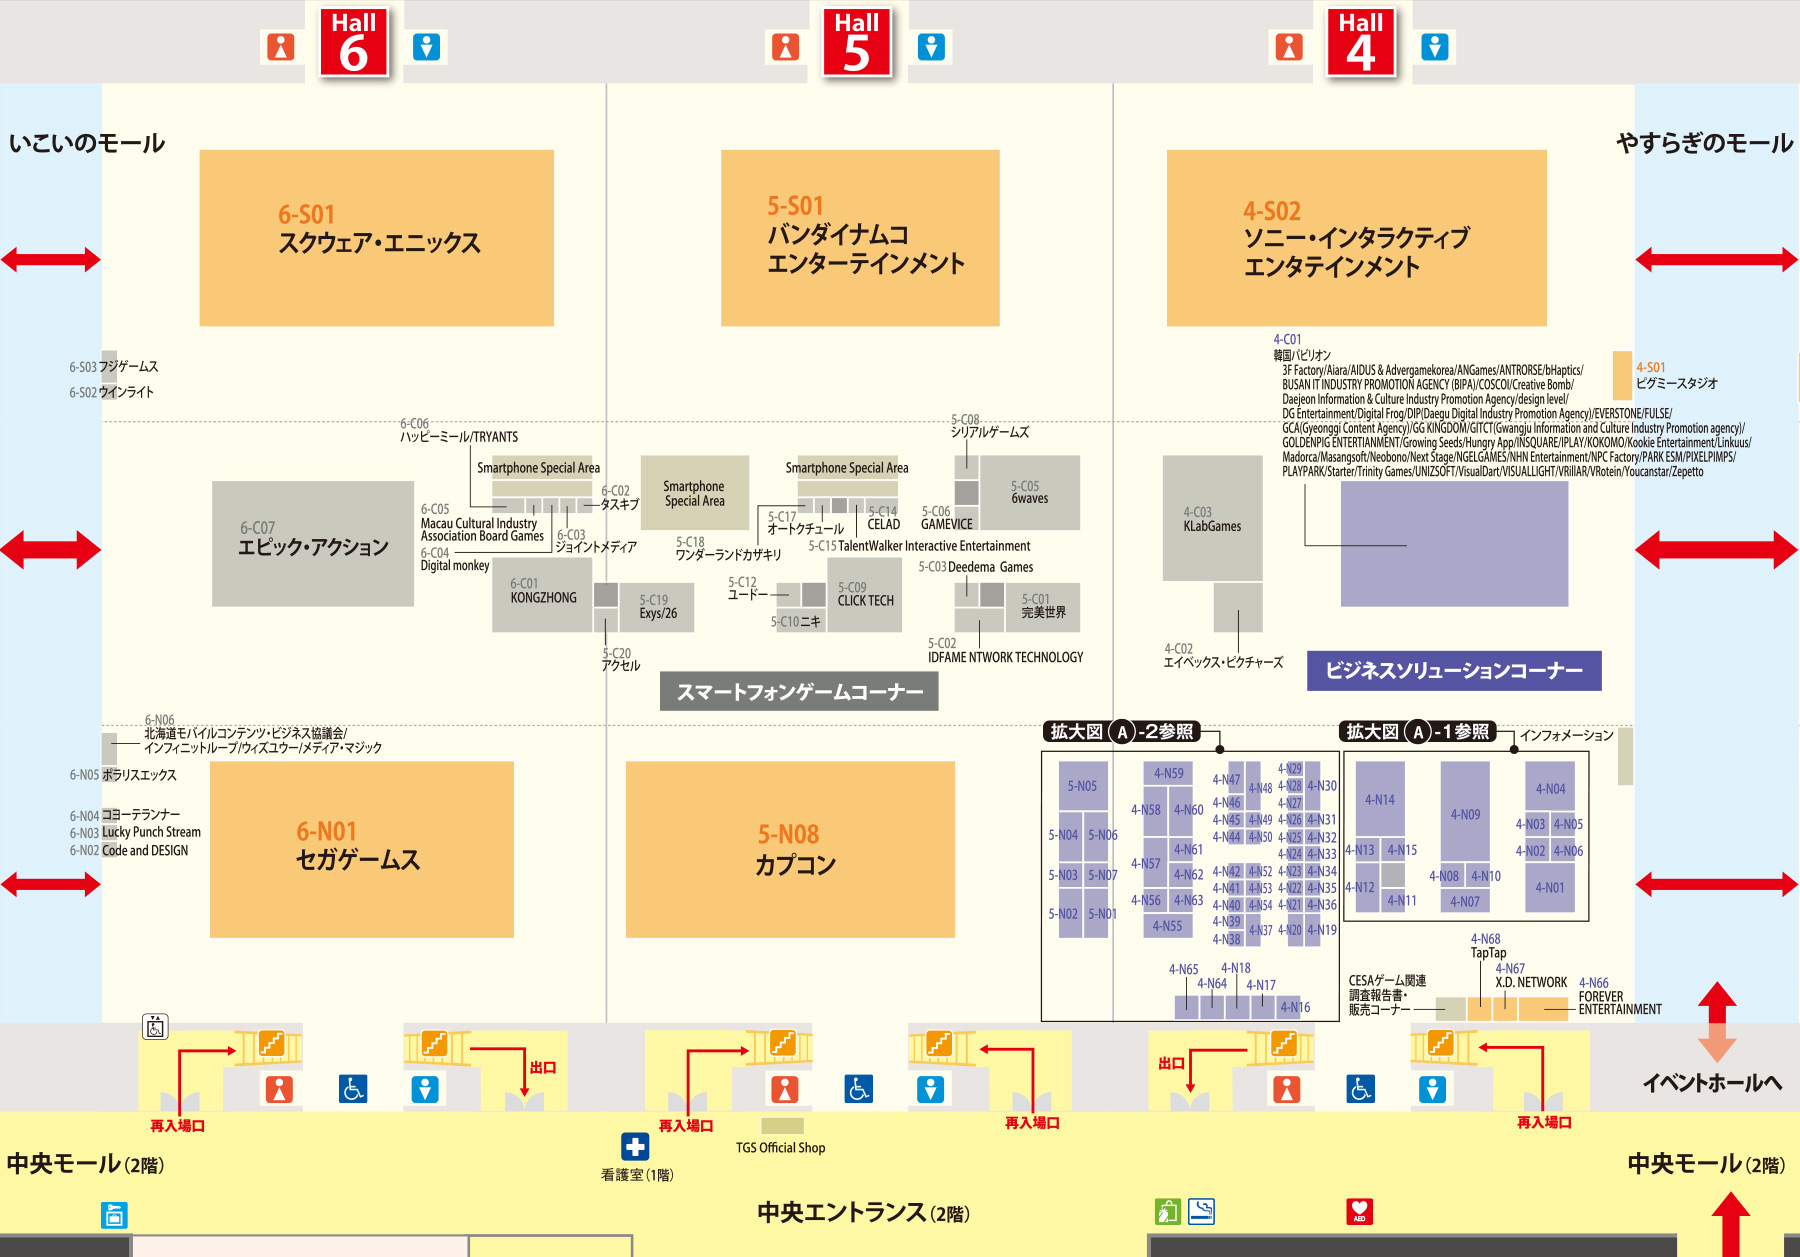 Hall
6
Hall
5
Hall
4
いこいのモール
やすらぎのモール
6-S01
スクウェア・エニックス
5-S01
バンダイナムコ
エンターテインメント
4-S02
ソニー・インタラクティブ
エンタテインメント
6-S03 フジゲームス
6-S02 ウインライト
4-C01
韓国パビリオン
3F Factory/Aiara/AIDUS & Advergamekorea/ANGames/ANTRORSE/bHaptics/
BUSAN IT INDUSTRY PROMOTION AGENCY (BIPA)/COSCOI/Creative Bomb/
Daejeon Information & Culture Industry Promotion Agency/design level/
DG Entertainment/Digital Frog/DIP(Daegu Digital Industry Promotion Agency)/EVERSTONE/FULSE/
GCA(Gyeonggi Content Agency)/GG KINGDOM/GITCT(Gwangju Information and Culture Industry Promotion agency)/
GOLDENPIG ENTERTIANMENT/Growing Seeds/Hungry App/INSQUARE/IPLAY/KOKOMO/Kookie Entertainment/Linkuus/
Madorca/Masangsoft/Neobono/Next Stage/NGELGAMES/NHN Entertainment/NPC Factory/PARK ESM/PIXELPIMPS/
PLAYPARK/Starter/Trinity Games/UNIZSOFT/VisualDart/VISUALLIGHT/VRillAR/VRotein/Youcanstar/Zepetto
4-S01
ピグミースタジオ
6-C06
ハッピーミール/TRYANTS
Smartphone Special Area
6-C02
タスキブ
6-C05
Macau Cultural Industry
Association Board Games
6-C03
ジョイントメディア
6-C04
Digital monkey
6-C07
エピック・アクション
6-C01
KONGZHONG
5-C19
Exys/26
5-C20
アクセル
Smartphone
Special Area
Smartphone Special Area
5-C17
オートクチュール
5-C14
CELAD
5-C18
ワンダーランドカザキリ
5-C15 TalentWalker Interactive Entertainment
5-C08
シリアルゲームズ
5-C05
6waves
5-C06
GAMEVICE
5-C12
ユードー
5-C09
CLICK TECH
5-C10 ニキ
5-C03 Deedema Games
5-C01
完美世界
5-C02
IDFAME NTWORK TECHNOLOGY
4-C03
KLabGames
4-C02
エイベックス・ピクチャーズ
スマートフォンゲームコーナー
ビジネスソリューションコーナー
6-N06
北海道モバイルコンテンツ・ビジネス協議会/
インフィニットループ/ウィズユウー/メディア・マジック
6-N05 ポラリスエックス
6-N04 コヨーテランナー
6-N03 Lucky Punch Stream
6-N02 Code and DESIGN
6-N01
セガゲームス
5-N08
カプコン
拡大図 A -2参照
拡大図 A -1参照
インフォメーション
5-N05
5-N04
5-N06
5-N03
5-N07
5-N02
5-N01
4-N59
4-N58
4-N60
4-N61
4-N57
4-N62
4-N56
4-N63
4-N55
4-N47
4-N48
4-N46
4-N45
4-N49
4-N44
4-N50
4-N42
4-N52
4-N41
4-N53
4-N40
4-N54
4-N39
4-N37
4-N38
4-N29
4-N28
4-N30
4-N27
4-N26
4-N31
4-N25
4-N32
4-N24
4-N33
4-N23
4-N34
4-N22
4-N35
4-N21
4-N36
4-N20
4-N19
4-N65
4-N64
4-N18
4-N17
4-N16
4-N14
4-N13
4-N15
4-N12
4-N11
4-N09
4-N08
4-N10
4-N07
4-N04
4-N03
4-N05
4-N02
4-N06
4-N01
CESAゲーム関連
調査報告書・
販売コーナー
4-N68
TapTap
4-N67
X.D. NETWORK
4-N66
FOREVER
ENTERTAINMENT
出口
出口
再入場口
再入場口
再入場口
再入場口
イベントホールへ
TGS Official Shop
看護室(1階)
中央モール(2階)
中央エントランス(2階)
中央モール(2階)
AED